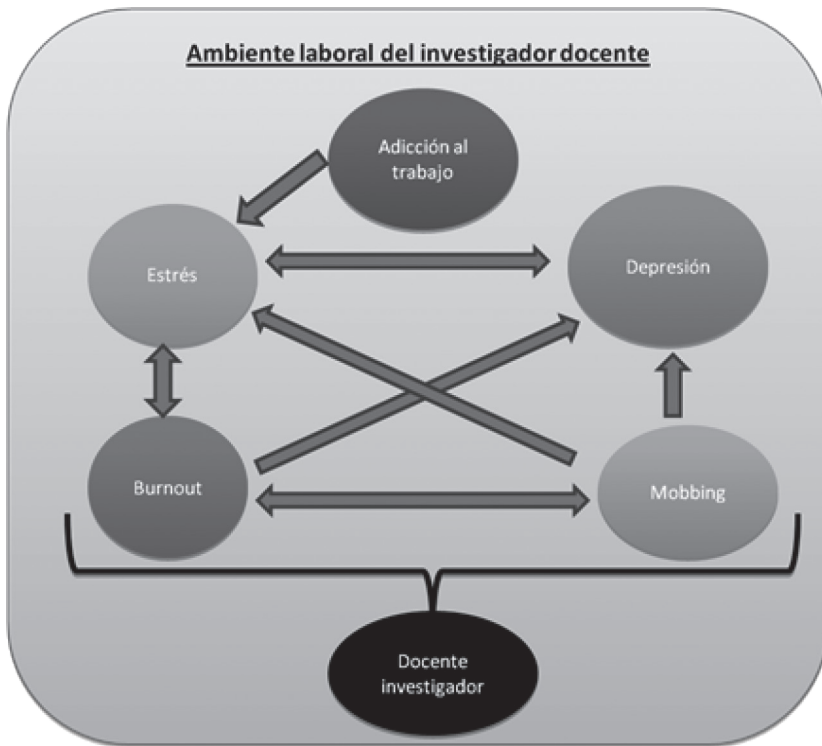 Ambiente laboral del investigador docente
Adicción al
trabajo
Estrés
Depresión
Burnout
Mobbing
Docente
investigador